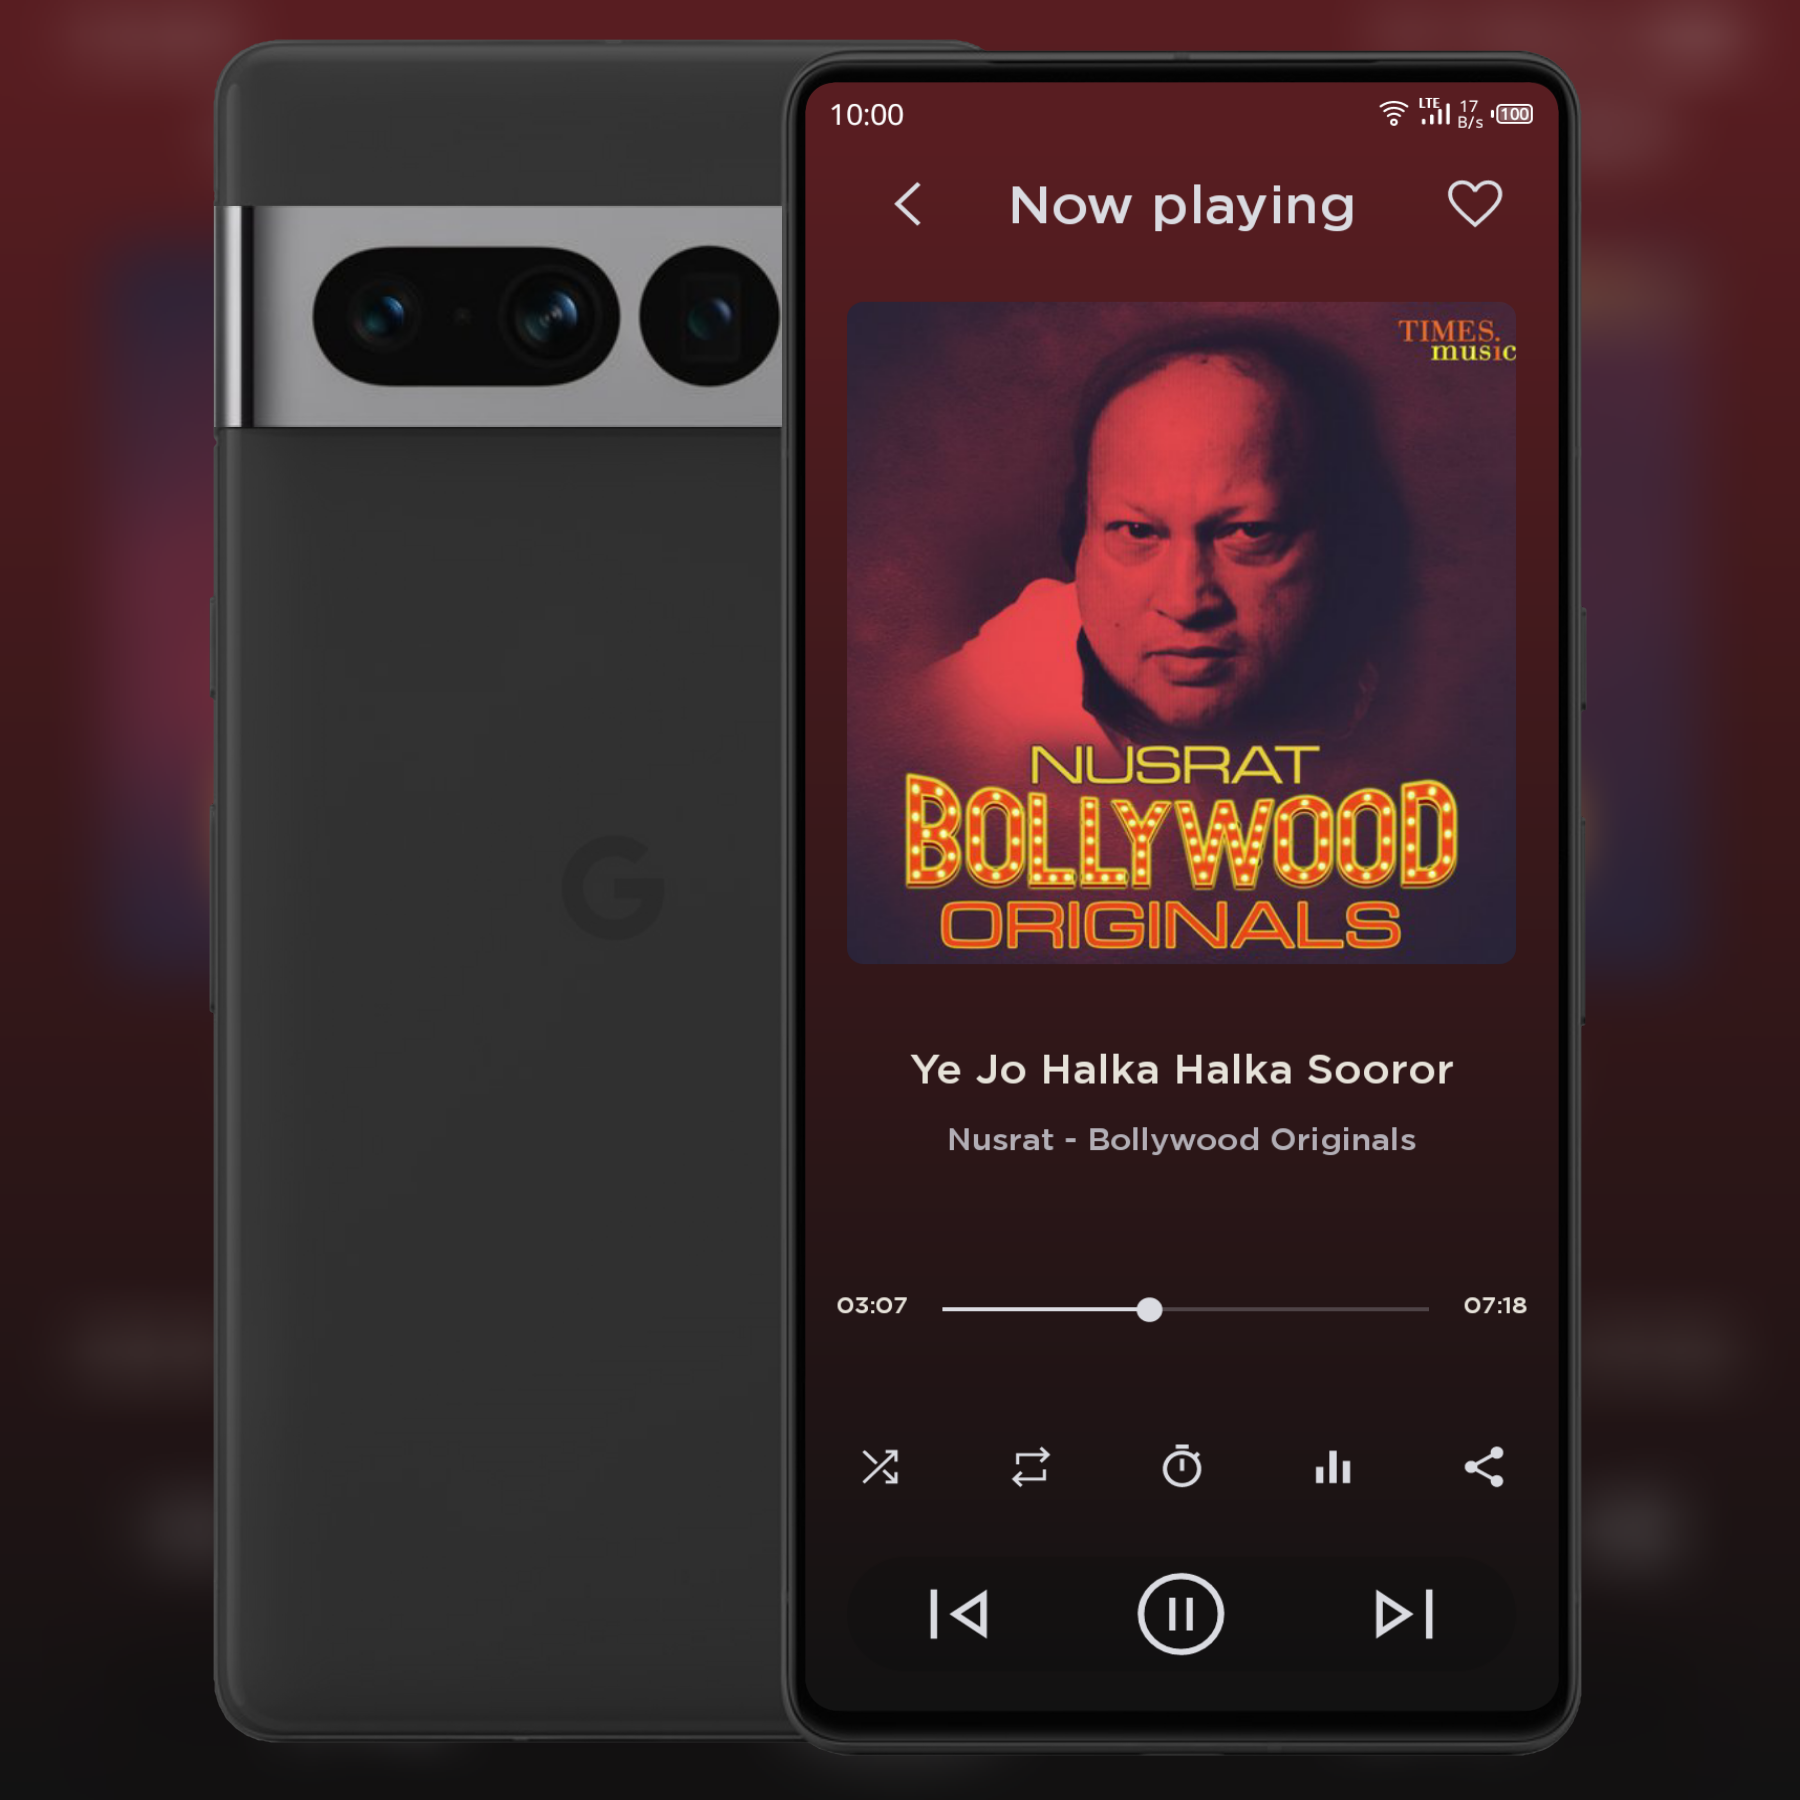 10:00
LTE
17
B/s
100
Now playing
TIMES.
music
NUSRAT
BOLLYWOOD
ORIGINALS
Ye Jo Halka Halka Sooror
Nusrat - Bollywood Originals
03:07
07:18
G